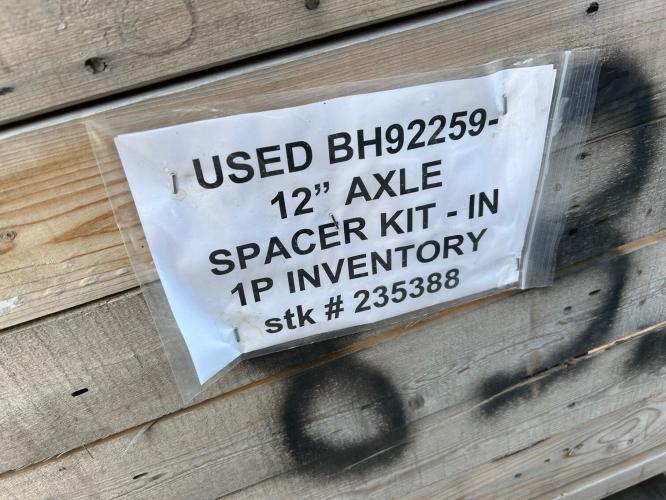 USED BH92259-
12” AXLE
SPACER KIT - IN
1P INVENTORY
stk # 235388